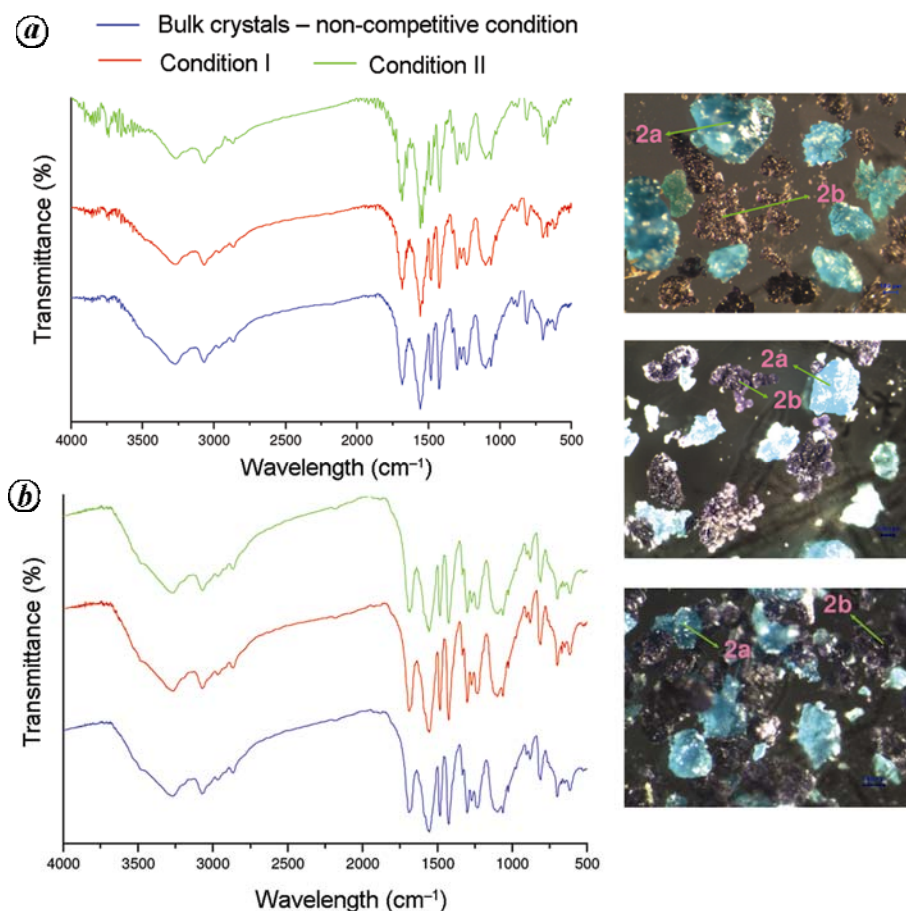 a
Bulk crystals – non-competitive condition
Condition I Condition II
Transmittance (%)
4000 3500 3000 2500 2000 1500 1000 500
Wavelength (cm⁻¹)
b
Transmittance (%)
4000 3500 3000 2500 2000 1500 1000 500
Wavelength (cm⁻¹)
2a
2b
2a
2b
2b
2a